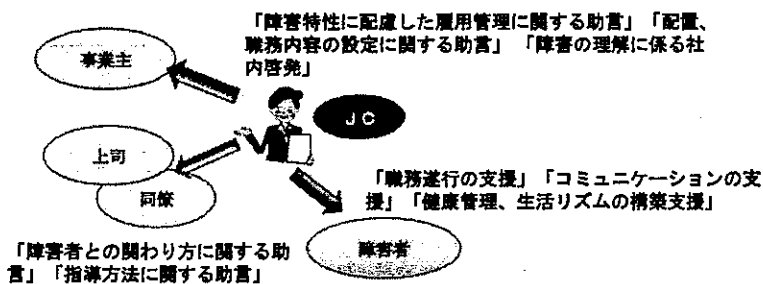 「障害特性に配慮した雇用管理に関する助言」「配置、
職務内容の設定に関する助言」「障害の理解に係る社
内啓発」
事業主
JC
上司
同僚
「職務遂行の支援」「コミュニケーションの支
援」「健康管理、生活リズムの構築支援」
障害者
「障害者との関わり方に関する助
言」「指導方法に関する助言」